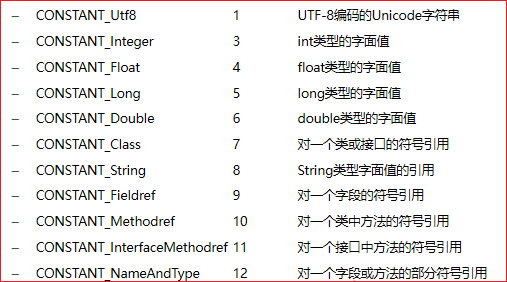 – CONSTANT_Utf8 1 UTF-8编码的Unicode字符串
– CONSTANT_Integer 3 int类型的字面值
– CONSTANT_Float 4 float类型的字面值
– CONSTANT_Long 5 long类型的字面值
– CONSTANT_Double 6 double类型的字面值
– CONSTANT_Class 7 对一个类或接口的符号引用
– CONSTANT_String 8 String类型字面值的引用
– CONSTANT_Fieldref 9 对一个字段的符号引用
– CONSTANT_Methodref 10 对一个类中方法的符号引用
– CONSTANT_InterfaceMethodref 11 对一个接口中方法的符号引用
– CONSTANT_NameAndType 12 对一个字段或方法的部分符号引用